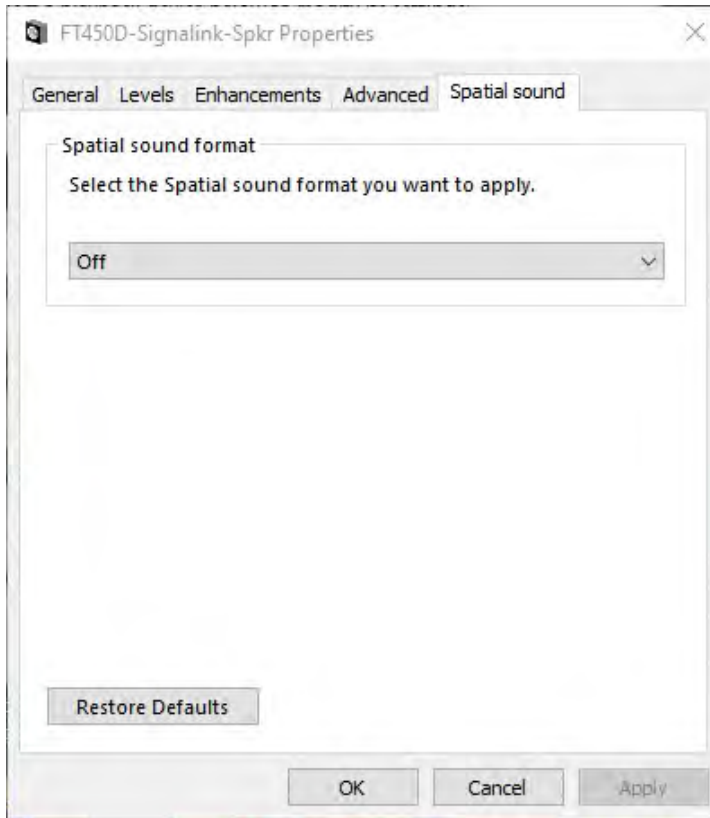 FT450D-Signalink-Spkr Properties
General Levels Enhancements Advanced Spatial sound
Spatial sound format
Select the Spatial sound format you want to apply.
Off
Restore Defaults
OK Cancel Apply